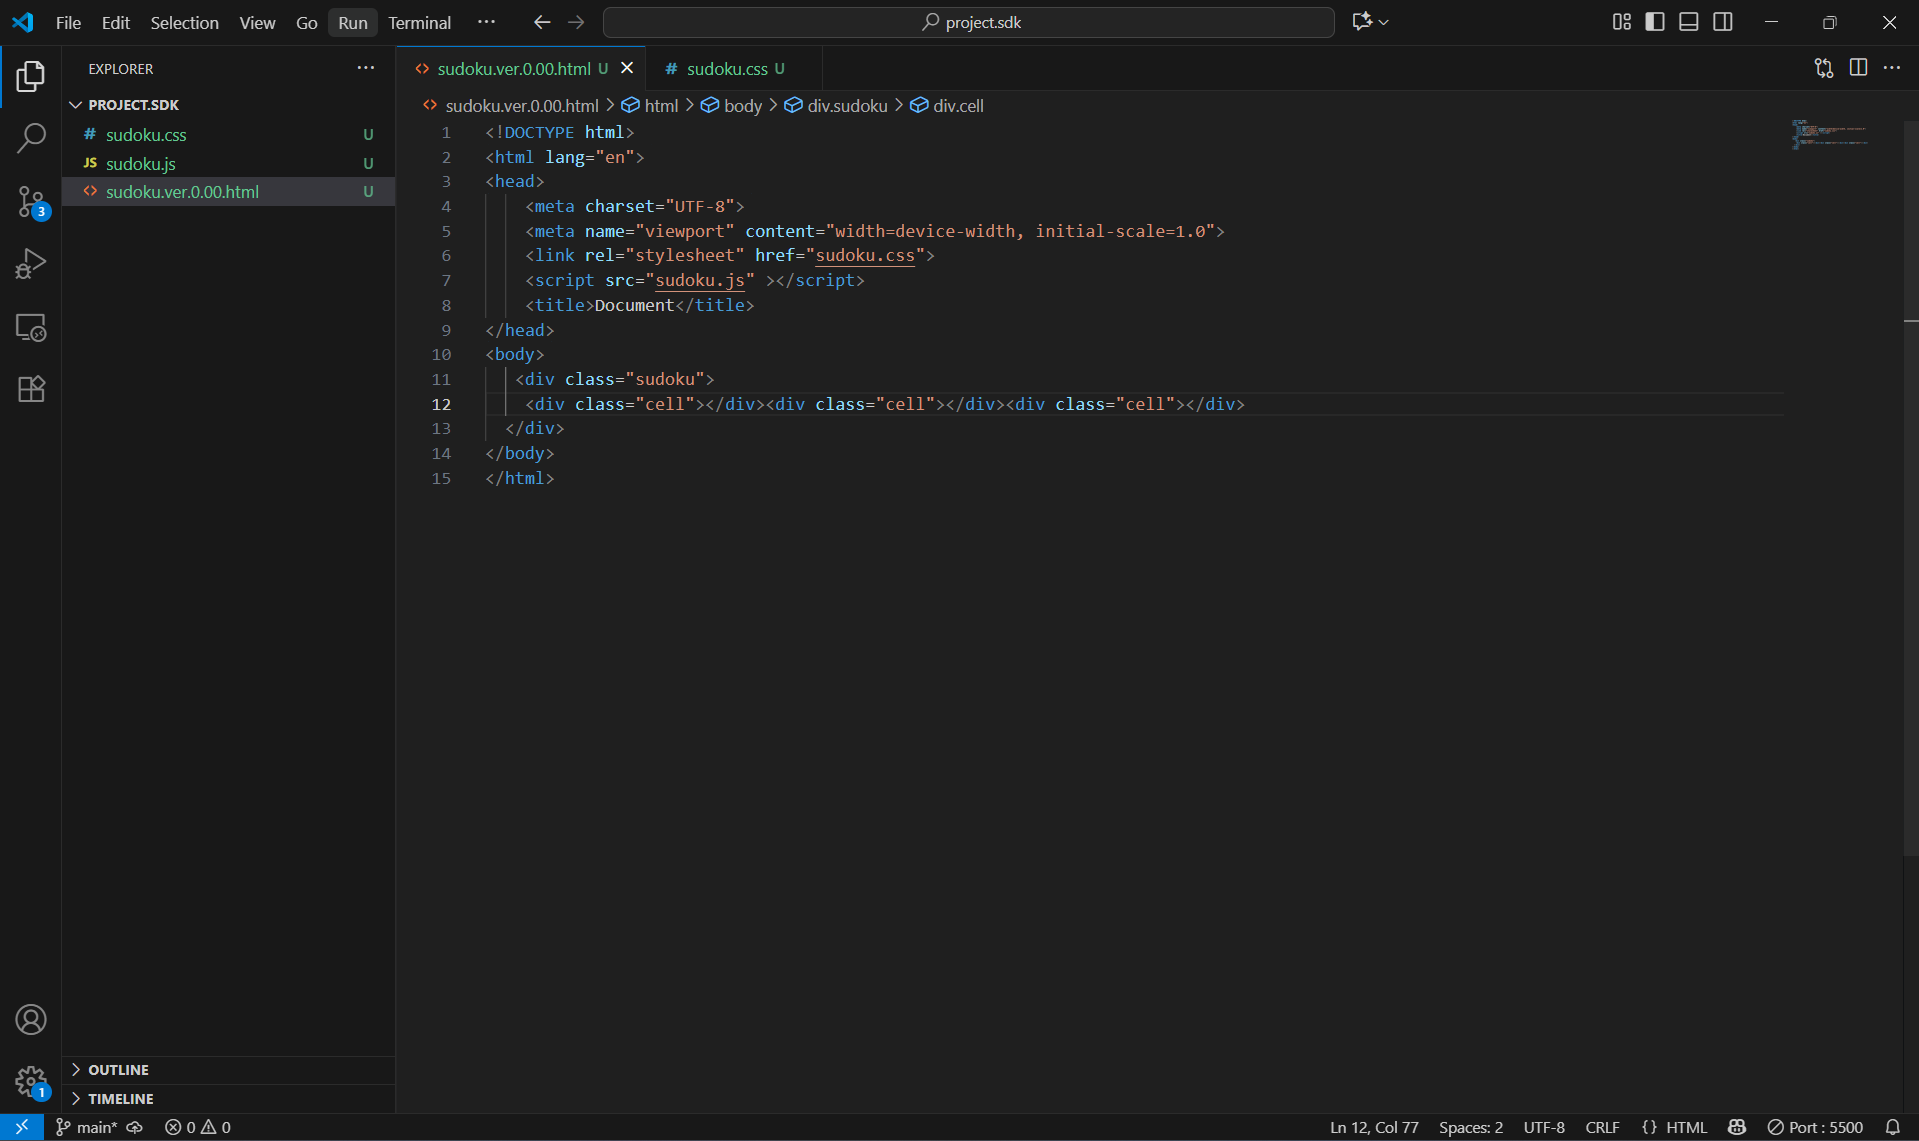 File Edit Selection View Go Run Terminal ··· project.sdk
EXPLORER ···
PROJECT.SDK
# sudoku.css U
JS sudoku.js U
<> sudoku.ver.0.00.html U
<> sudoku.ver.0.00.html U # sudoku.css U
<> sudoku.ver.0.00.html > html > body > div.sudoku > div.cell
1 <!DOCTYPE html>
2 <html lang="en">
3 <head>
4 <meta charset="UTF-8">
5 <meta name="viewport" content="width=device-width, initial-scale=1.0">
6 <link rel="stylesheet" href="sudoku.css">
7 <script src="sudoku.js" ></script>
8 <title>Document</title>
9 </head>
10 <body>
11 <div class="sudoku">
12 <div class="cell"></div><div class="cell"></div><div class="cell"></div>
13 </div>
14 </body>
15 </html>
3
1
OUTLINE
TIMELINE
main* 0 0 Ln 12, Col 77 Spaces: 2 UTF-8 CRLF {} HTML Port : 5500